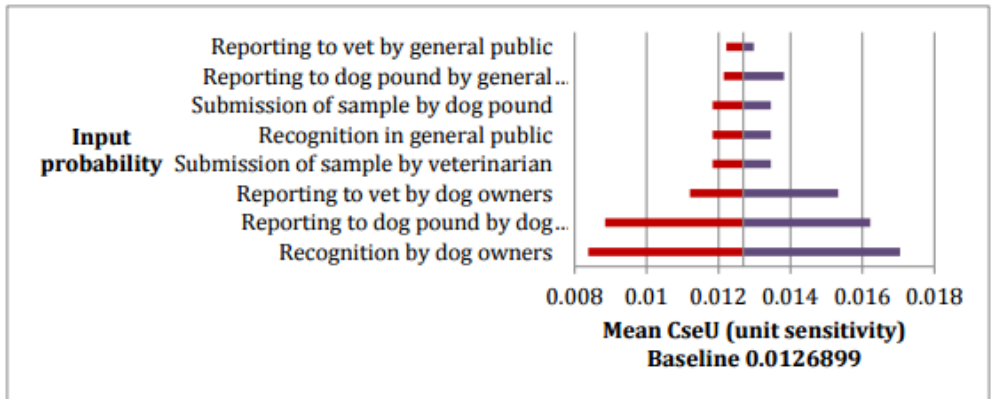 Reporting to vet by general public
Reporting to dog pound by general...
Submission of sample by dog pound
Recognition in general public
Submission of sample by veterinarian
Reporting to vet by dog owners
Reporting to dog pound by dog...
Recognition by dog owners
Input
probability
0.008 0.01 0.012 0.014 0.016 0.018
Mean CseU (unit sensitivity)
Baseline 0.0126899